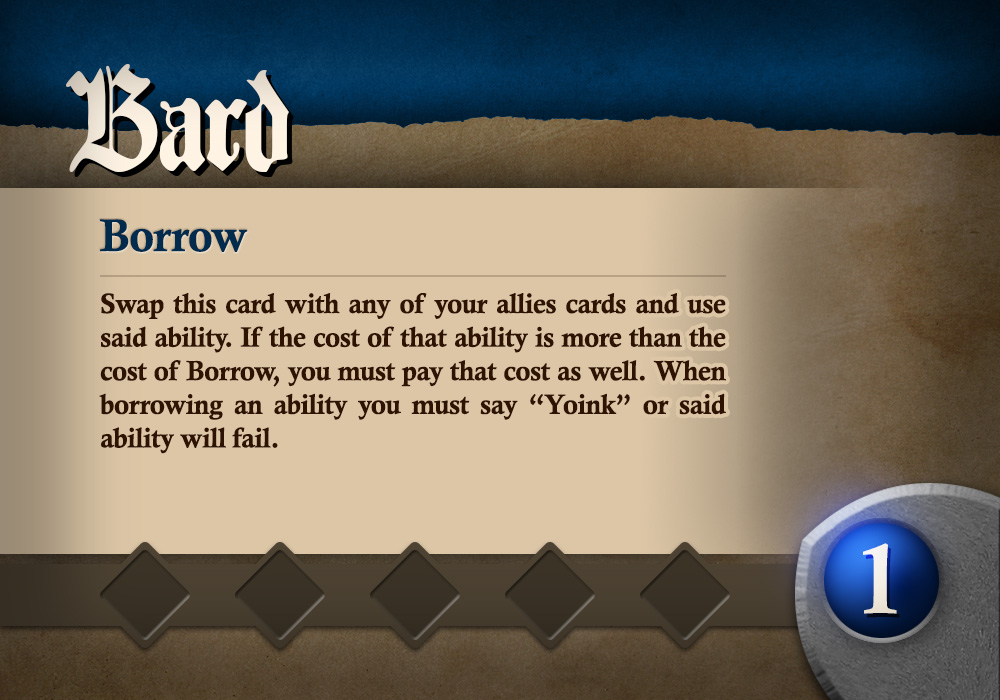 Bard
Borrow
Swap this card with any of your allies cards and use
said ability. If the cost of that ability is more than the
cost of Borrow, you must pay that cost as well. When
borrowing an ability you must say “Yoink” or said
ability will fail.
1